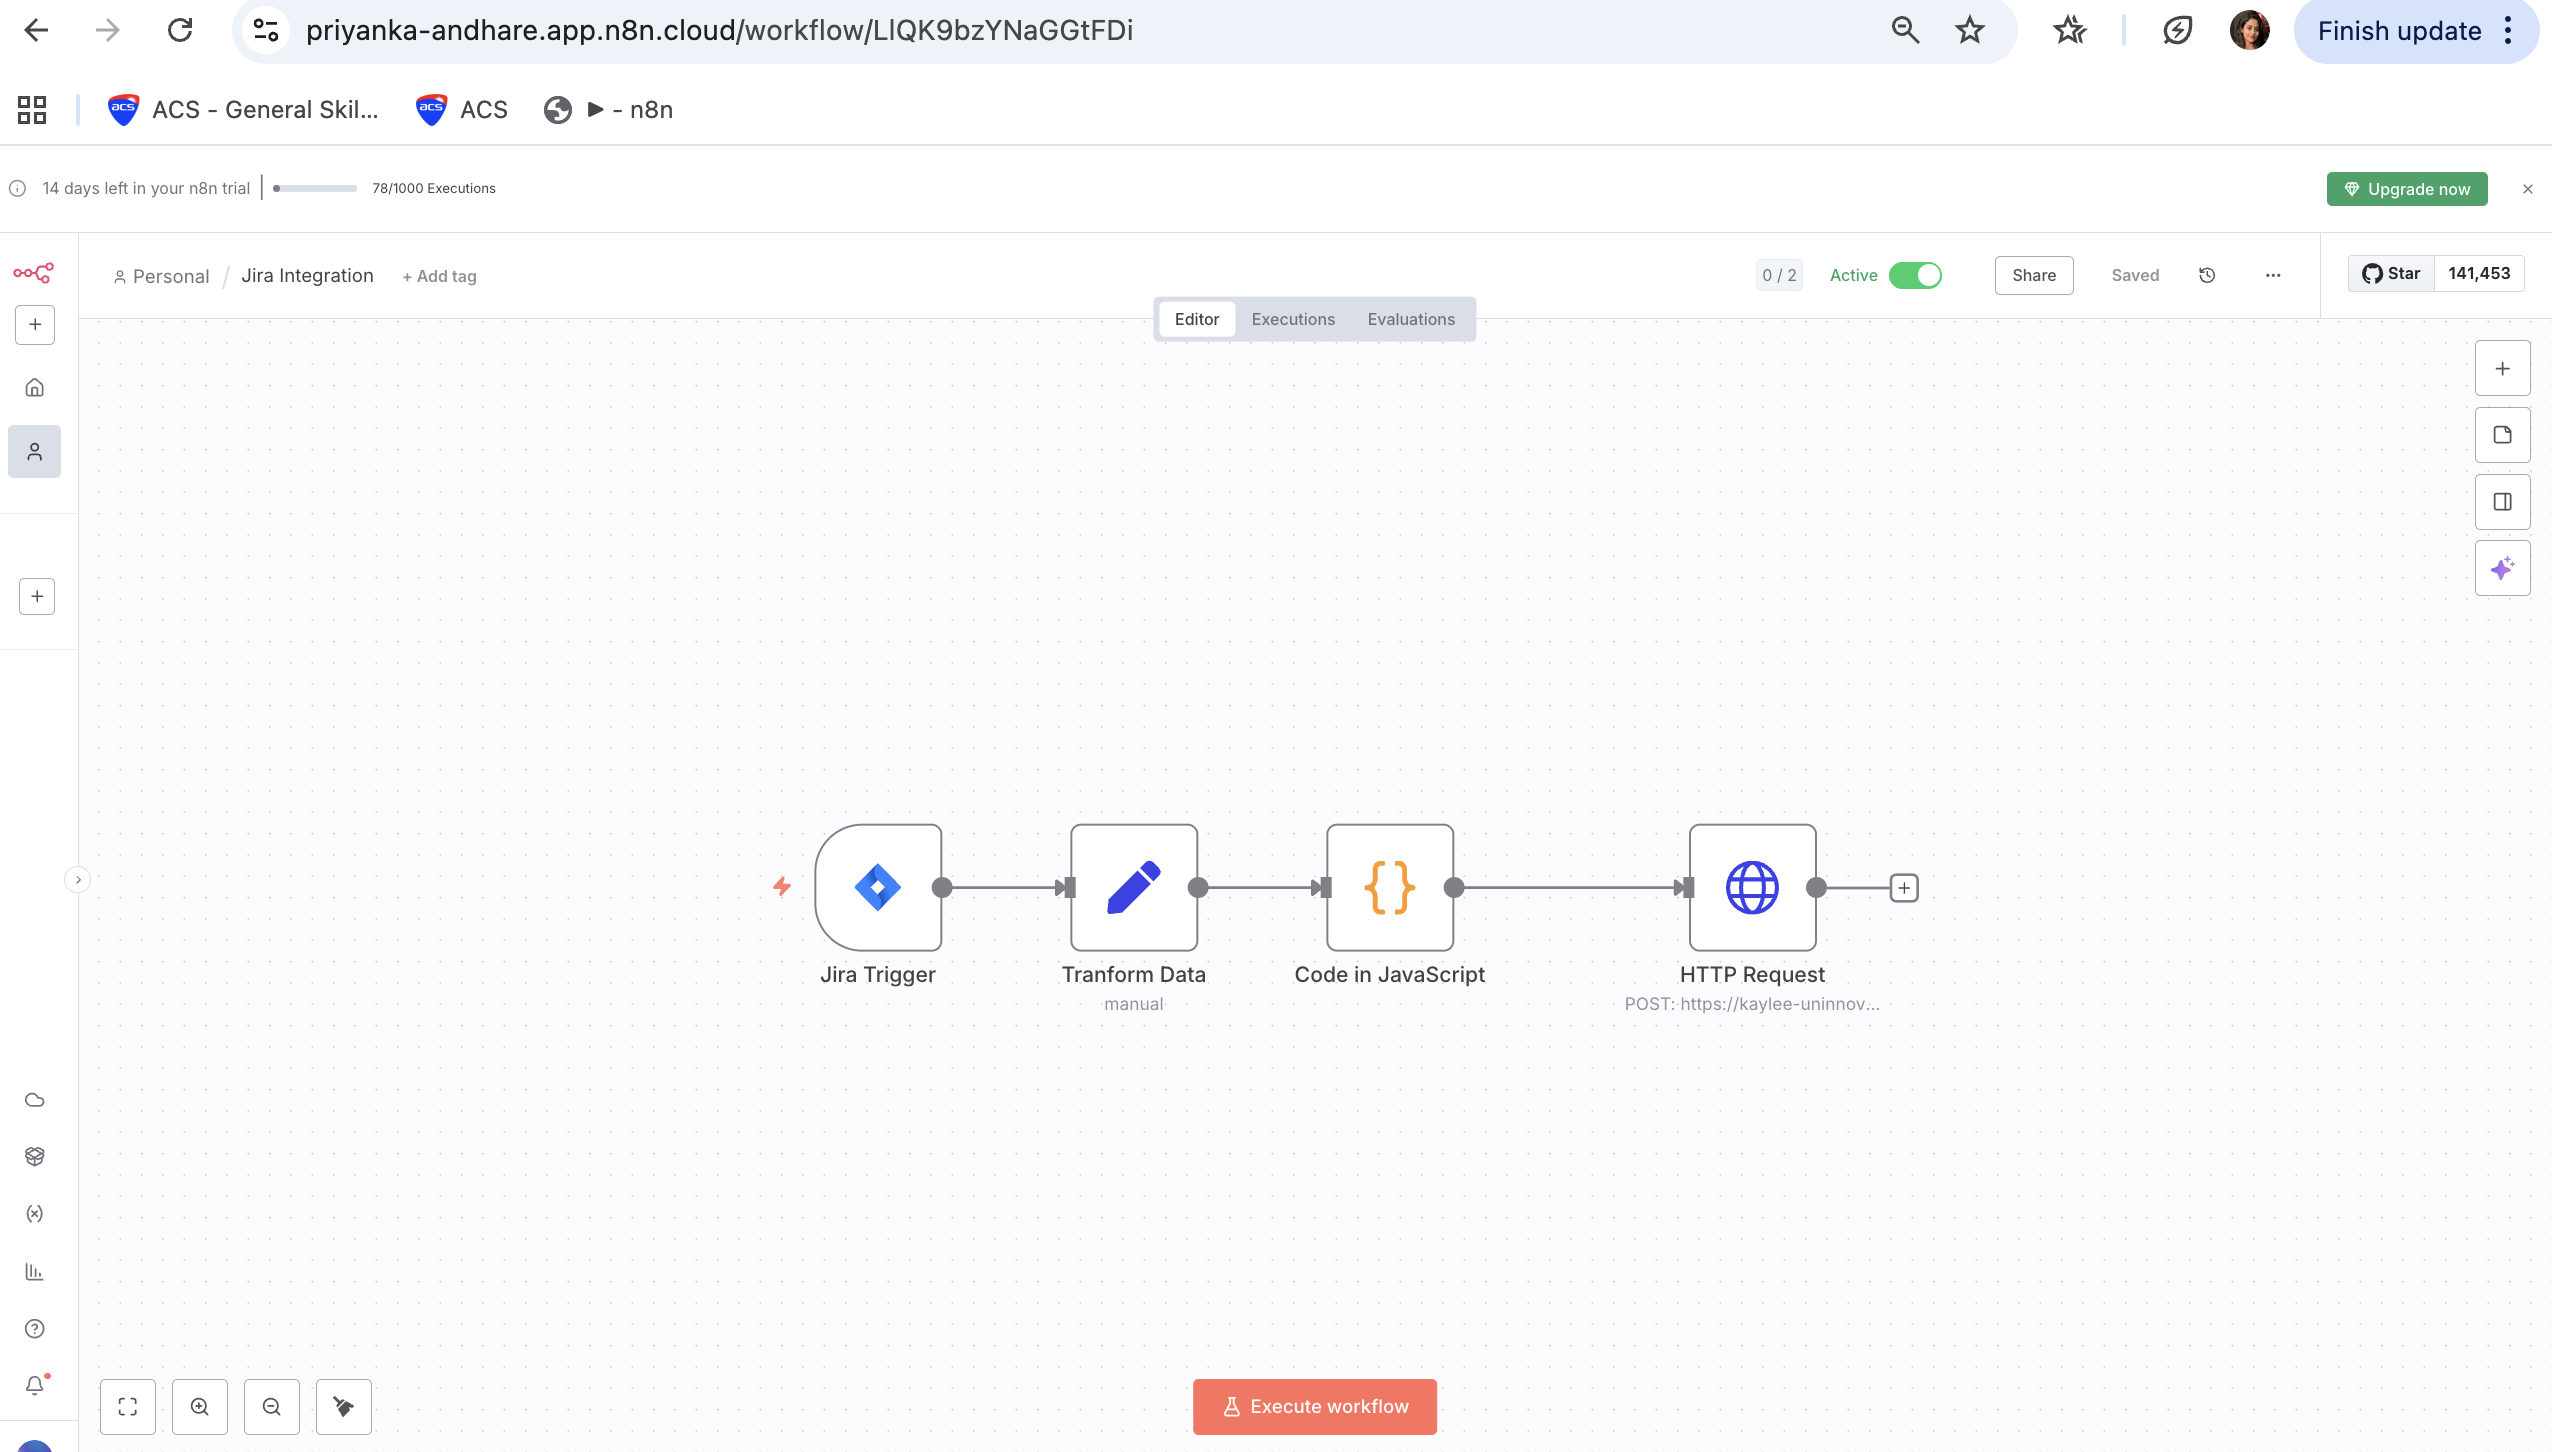 priyanka-andhare.app.n8n.cloud/workflow/LlQK9bzYNaGGtFDi
Finish update
ACS - General Skil...
ACS
▶ - n8n
14 days left in your n8n trial
78/1000 Executions
Upgrade now
Personal / Jira Integration
+ Add tag
0 / 2
Active
Share
Saved
Star
141,453
Editor
Executions
Evaluations
Jira Trigger
Tranform Data
manual
Code in JavaScript
HTTP Request
POST: https://kaylee-uninnov...
Execute workflow